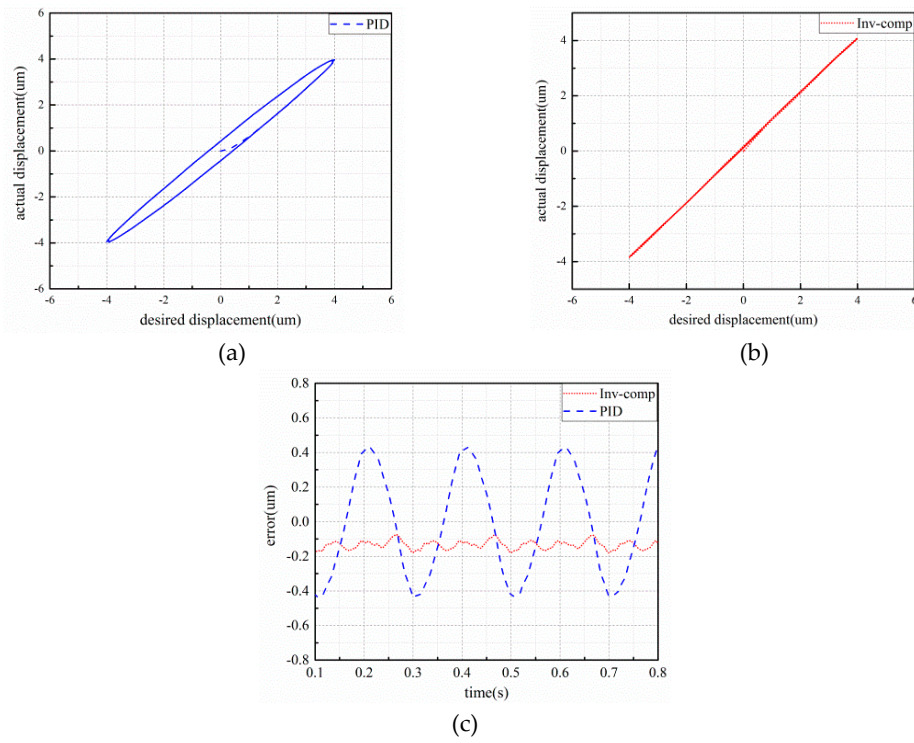 6
4
2
0
-2
-4
-6
actual displacement(um)
PID
-6 -4 -2 0 2 4 6
desired displacement(um)
(a)
4
2
0
-2
-4
actual displacement(um)
Inv-comp
-6 -4 -2 0 2 4 6
desired displacement(um)
(b)
0.8
0.6
0.4
0.2
0.0
-0.2
-0.4
-0.6
-0.8
error(um)
Inv-comp
PID
0.1 0.2 0.3 0.4 0.5 0.6 0.7 0.8
time(s)
(c)